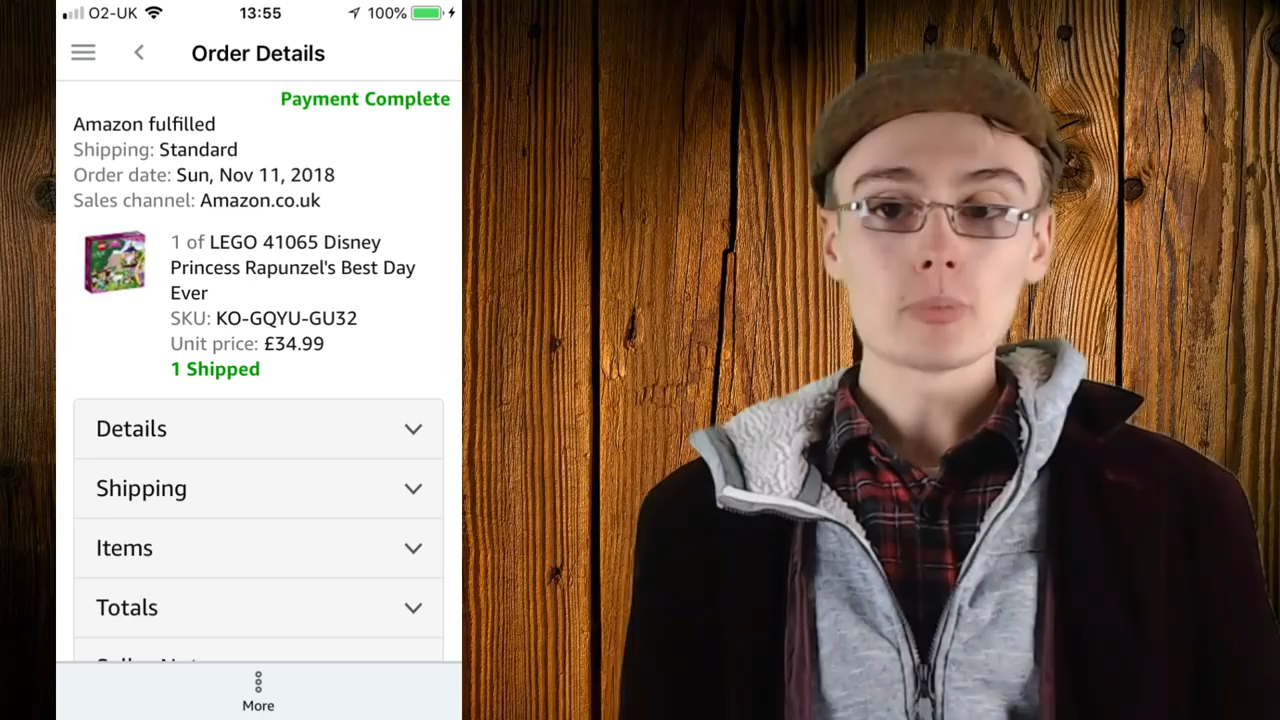 O2-UK 13:55 100%
Order Details
Payment Complete
Amazon fulfilled
Shipping: Standard
Order date: Sun, Nov 11, 2018
Sales channel: Amazon.co.uk
1 of LEGO 41065 Disney
Princess Rapunzel's Best Day
Ever
SKU: KO-GQYU-GU32
Unit price: £34.99
1 Shipped
Details
Shipping
Items
Totals
More